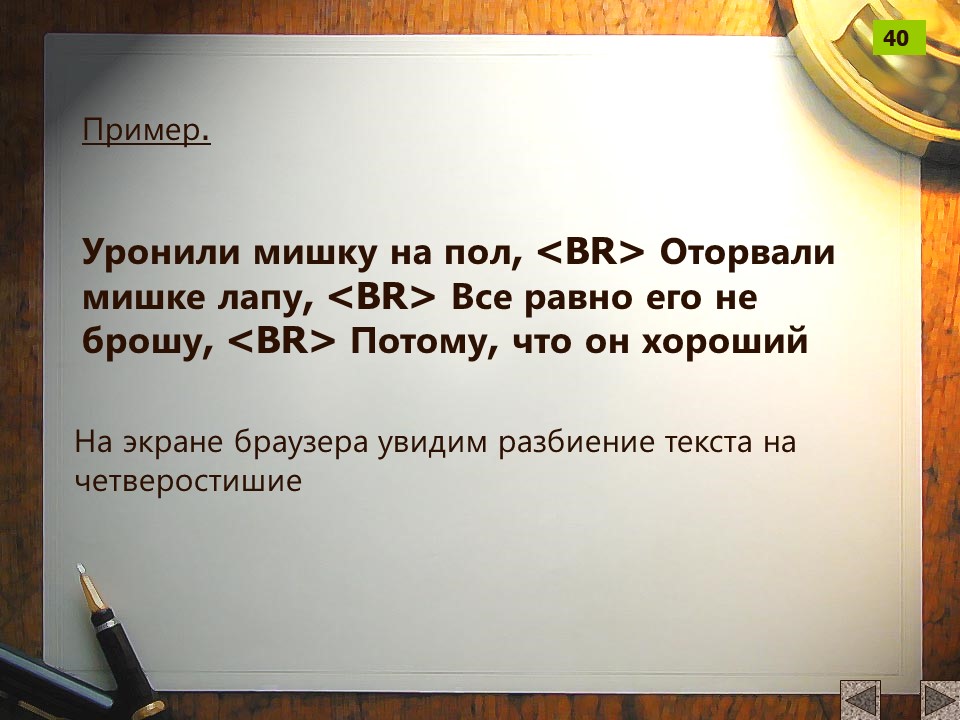 40
Пример.
Уронили мишку на пол, <BR> Оторвали
мишке лапу, <BR> Все равно его не
брошу, <BR> Потому, что он хороший
На экране браузера увидим разбиение текста на
четверостишие